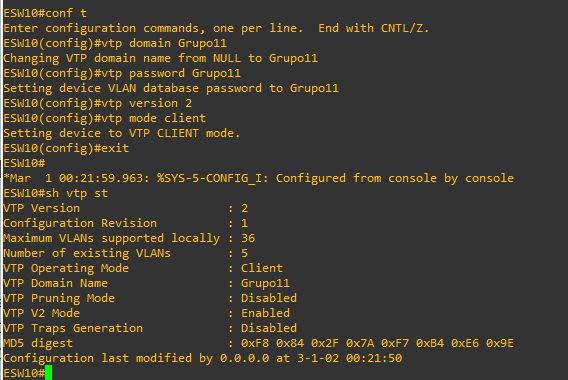 ESW10#conf t
Enter configuration commands, one per line.  End with CNTL/Z.
ESW10(config)#vtp domain Grupo11
Changing VTP domain name from NULL to Grupo11
ESW10(config)#vtp password Grupo11
Setting device VLAN database password to Grupo11
ESW10(config)#vtp version 2
ESW10(config)#vtp mode client
Setting device to VTP CLIENT mode.
ESW10(config)#exit
ESW10#
*Mar  1 00:21:59.963: %SYS-5-CONFIG_I: Configured from console by console
ESW10#sh vtp st
VTP Version                     : 2
Configuration Revision          : 1
Maximum VLANs supported locally : 36
Number of existing VLANs        : 5
VTP Operating Mode              : Client
VTP Domain Name                 : Grupo11
VTP Pruning Mode                : Disabled
VTP V2 Mode                     : Enabled
VTP Traps Generation            : Disabled
MD5 digest                      : 0xF8 0x84 0x2F 0x7A 0xF7 0xB4 0xE6 0x9E
Configuration last modified by 0.0.0.0 at 3-1-02 00:21:50
ESW10#